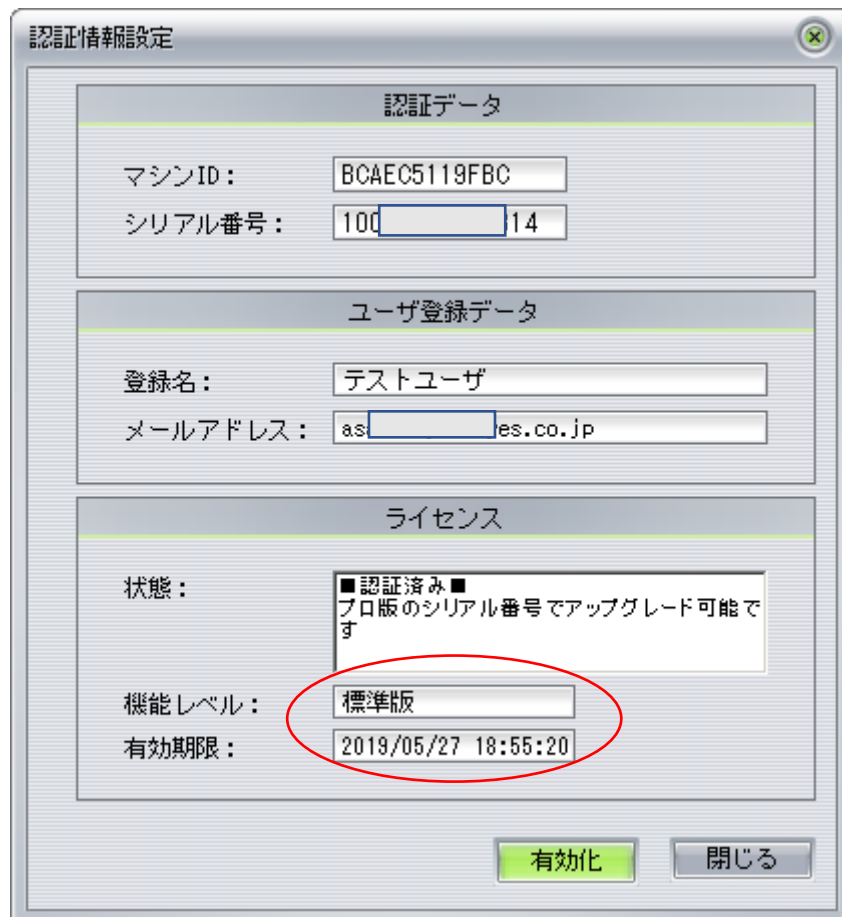 認証情報設定
認証データ
マシンID： BCAEC5119FBC
シリアル番号： 100 14
ユーザ登録データ
登録名： テストユーザ
メールアドレス： as es.co.jp
ライセンス
状態： ■認証済み■
プロ版のシリアル番号でアップグレード可能で
す
機能レベル： 標準版
有効期限： 2019/05/27 18:55:20
有効化 閉じる